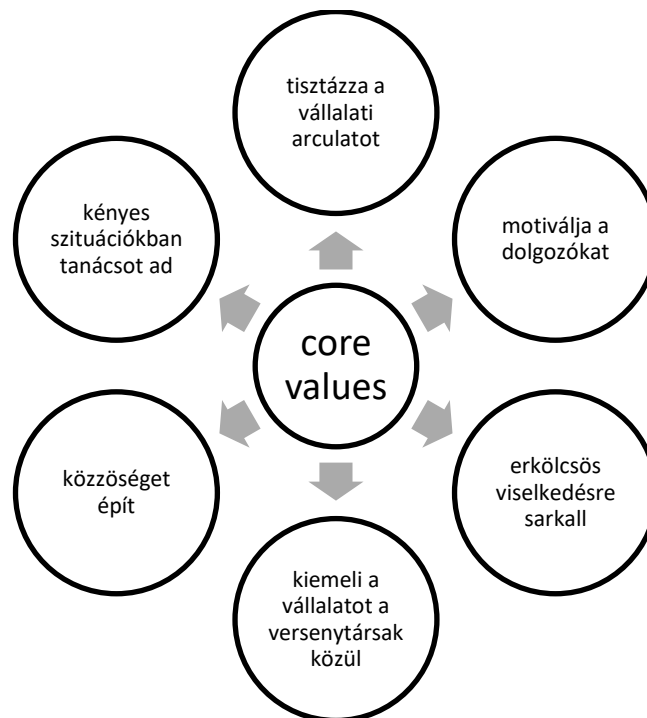 tisztázza a
vállalati
arculatot
kényes
szituációkban
tanácsot ad
motiválja a
dolgozókat
core
values
közzöséget
épít
erkölcsös
viselkedésre
sarkall
kiemeli a
vállalatot a
versenytársak
közül